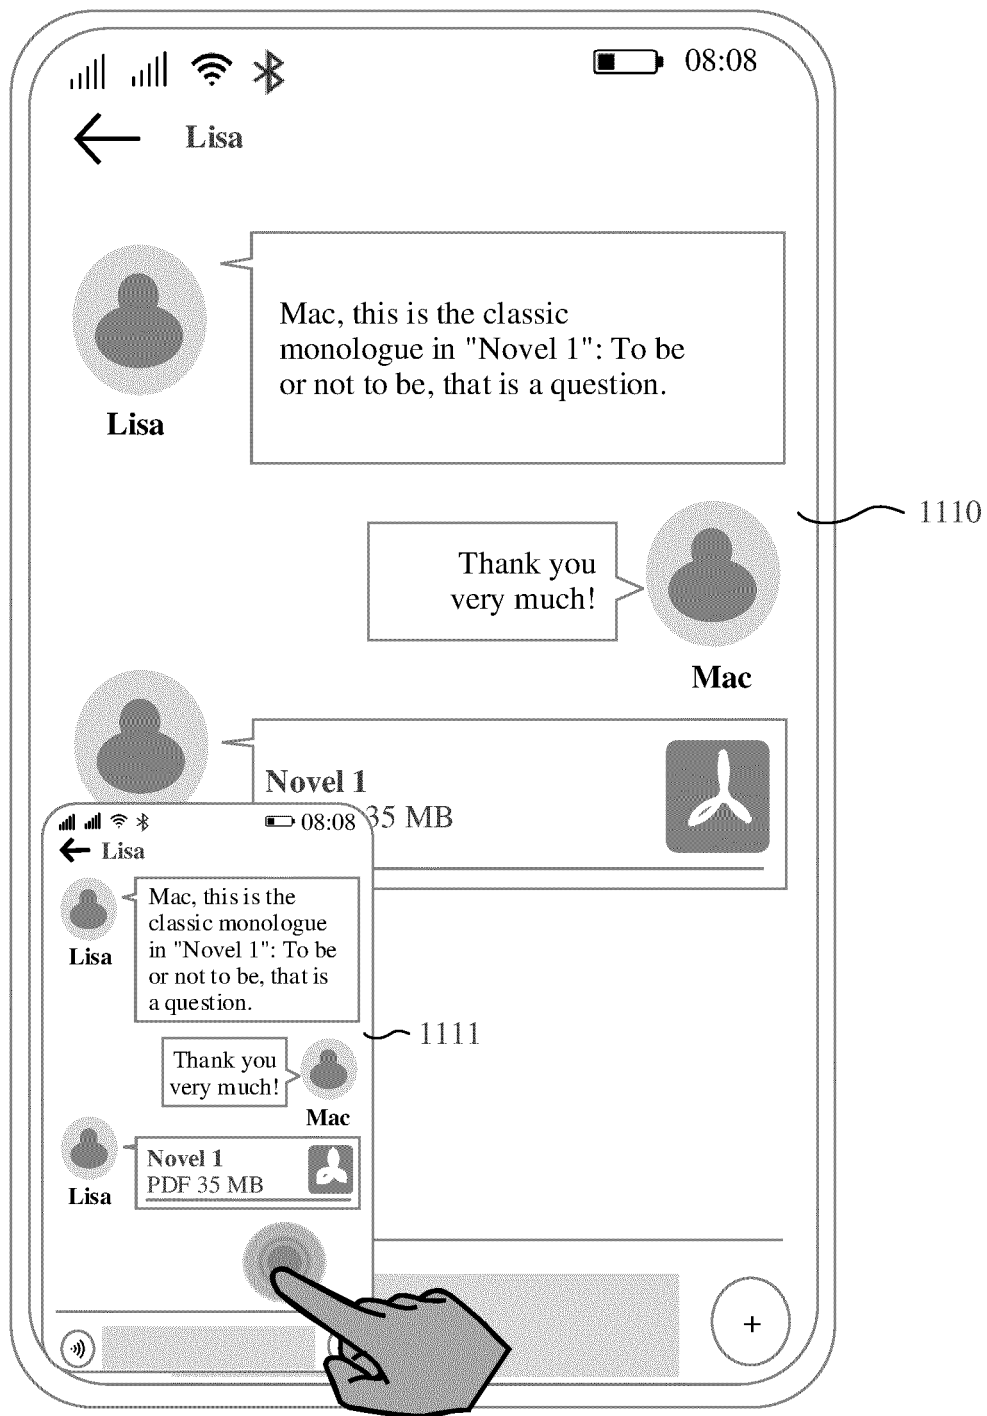 08:08
Lisa
Mac, this is the classic
monologue in "Novel 1": To be
or not to be, that is a question.
Lisa
1110
Thank you
very much!
Mac
Novel 1
35 MB
08:08
Lisa
Mac, this is the
classic monologue
in "Novel 1": To be
or not to be, that is
a question.
Lisa
1111
Thank you
very much!
Mac
Novel 1
PDF 35 MB
Lisa
+